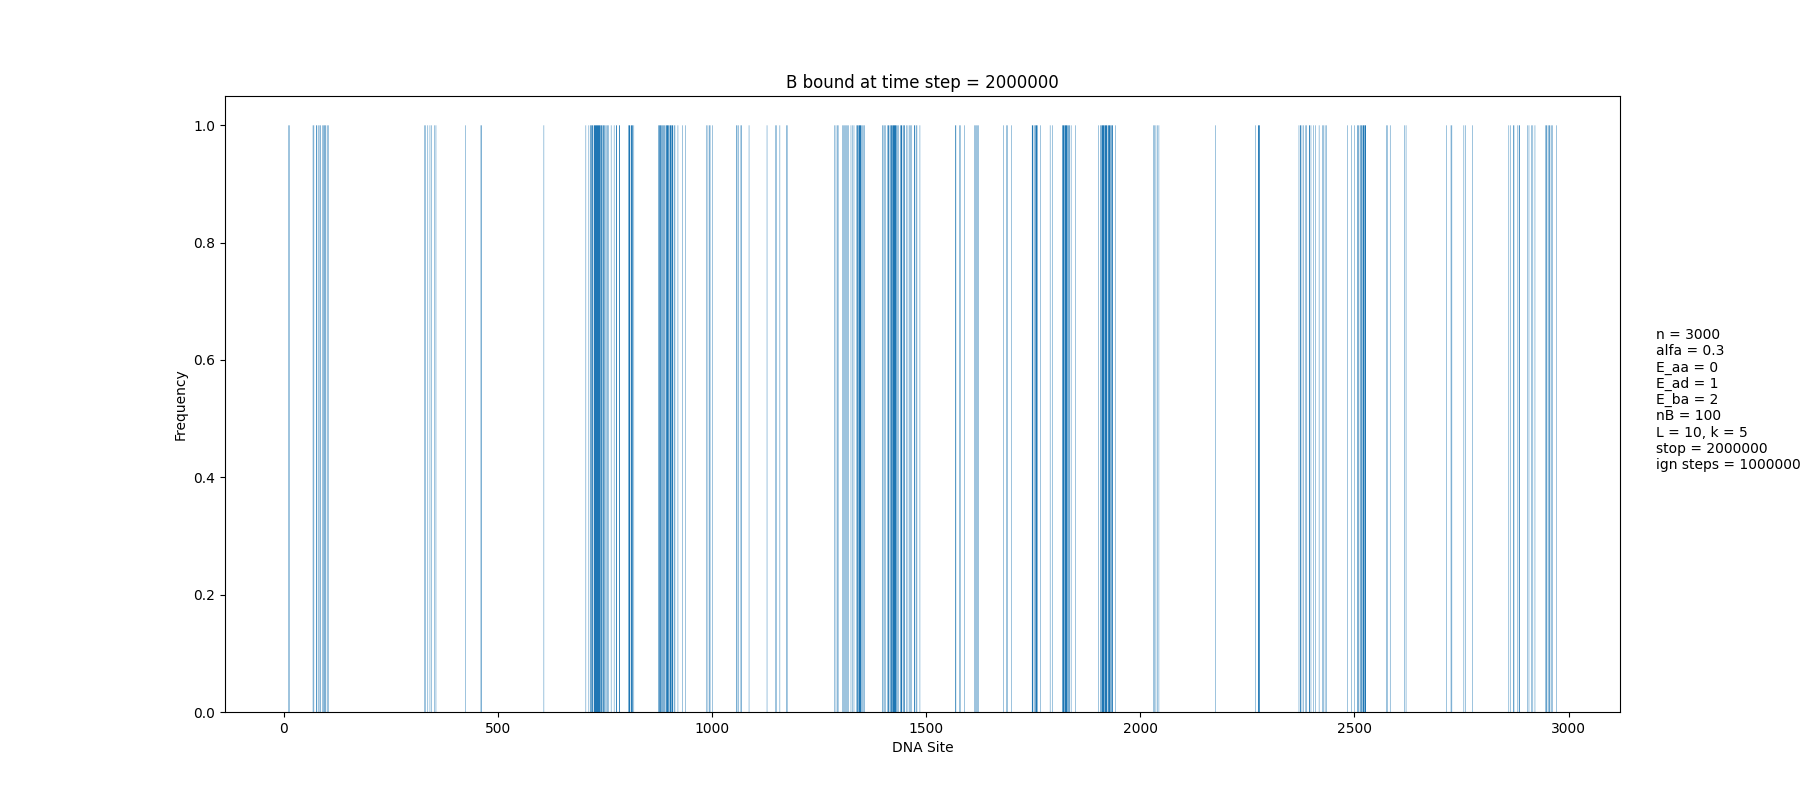 B bound at time step = 2000000
1.0
0.8
0.6
0.4
0.2
0.0
Frequency
0 500 1000 1500 2000 2500 3000
DNA Site
n = 3000
alfa = 0.3
E_aa = 0
E_ad = 1
E_ba = 2
nB = 100
L = 10, k = 5
stop = 2000000
ign steps = 1000000